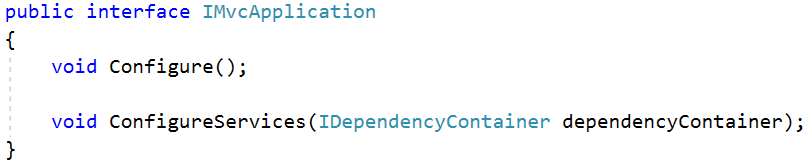 public interface IMvcApplication
{
    void Configure();
    void ConfigureServices(IDependencyContainer dependencyContainer);
}